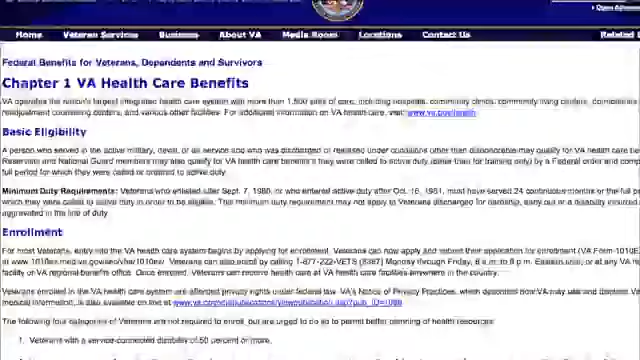 Open
Home Veteran Services Business About VA Media Room Locations Contact Us Related
Federal Benefits for Veterans, Dependents and Survivors
Chapter 1 VA Health Care Benefits
VA operates the nation's largest integrated health care system with more than 1,500 sites of care, including hospitals, community clinics, community living centers, domiciliaries
readjustment counseling centers, and various other facilities. For additional information on VA health care, visit: www.va.gov/health
Basic Eligibility
A person who served in the active military, naval, or air service and who was discharged or released under conditions other than dishonorable may qualify for VA health care
Reservists and National Guard members may also qualify for VA health care benefits if they were called to active duty (other than for training only) by a Federal order and
full period for which they were called or ordered to active duty.
Minimum Duty Requirements: Veterans who enlisted after Sept. 7, 1980, or who entered active duty after Oct. 16, 1981, must have served 24 continuous months or the full
which they were called to active duty in order to be eligible. This minimum duty requirement may not apply to Veterans discharged for hardship, early out or a disability incurred
aggravated in the line of duty.
Enrollment
For most Veterans, entry into the VA health care system begins by applying for enrollment. Veterans can now apply and submit their application for enrollment (VA Form
at Veterans can also enroll by calling 1-877-222-VETS (8387) Monday through Friday, 8 a.m. to 8 p.m. Eastern time, or at any VA
facility or VA regional benefits office. Once enrolled, Veterans can receive health care at VA health care facilities anywhere in the country.
Veterans enrolled in the VA health care system are afforded privacy rights under federal law. VA's Notice of Privacy Practices, which describes how VA may use and disclose
medical information, is also available on line at
The following four categories of Veterans are not required to enroll, but are urged to do so to permit better planning of health resources:
1. Veterans with a service-connected disability of 50 percent or more.